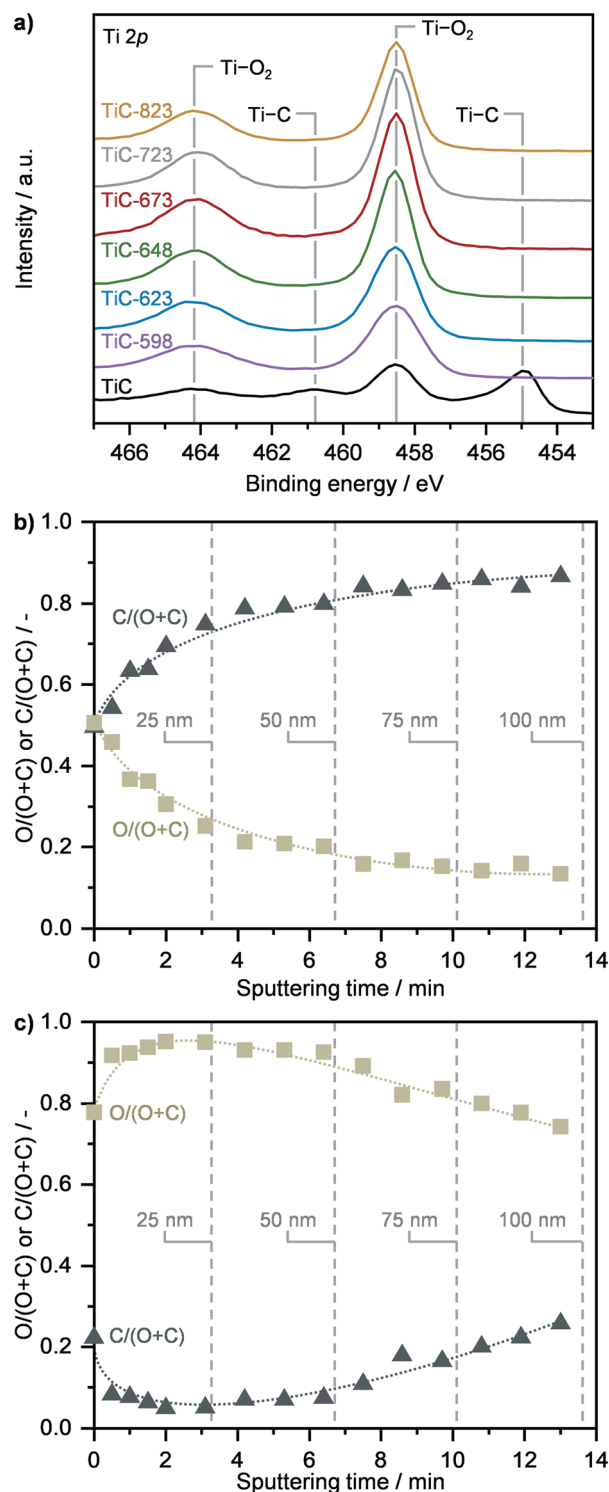 a)
Ti 2p
Ti–O₂
Ti–O₂
Ti–C
Ti–C
TiC-823
TiC-723
TiC-673
TiC-648
TiC-623
TiC-598
TiC
Intensity / a.u.
466 464 462 460 458 456 454
Binding energy / eV
b)
1.0
0.8
0.6
0.4
0.2
0.0
O/(O+C) or C/(O+C) / -
C/(O+C)
25 nm 50 nm 75 nm 100 nm
O/(O+C)
0 2 4 6 8 10 12 14
Sputtering time / min
c)
1.0
0.8
0.6
0.4
0.2
0.0
O/(O+C) or C/(O+C) / -
O/(O+C)
25 nm 50 nm 75 nm 100 nm
C/(O+C)
0 2 4 6 8 10 12 14
Sputtering time / min